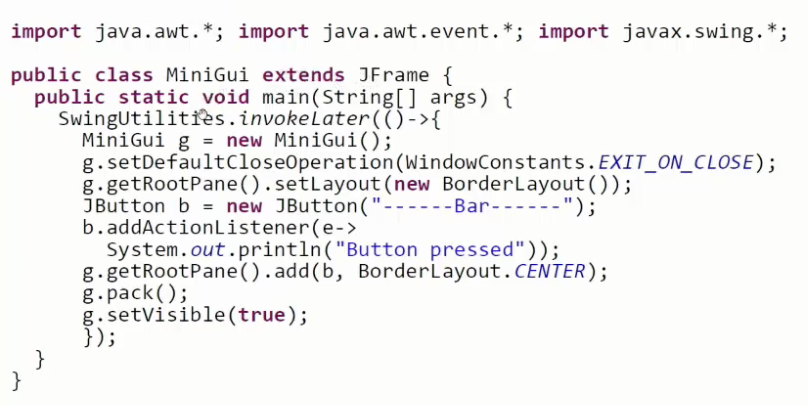 import java.awt.*; import java.awt.event.*; import javax.swing.*;
public class MiniGui extends JFrame {
public static void main(String[] args) {
SwingUtilities.invokeLater(()->{
MiniGui g = new MiniGui();
g.setDefaultCloseOperation(WindowConstants.EXIT_ON_CLOSE);
g.getRootPane().setLayout(new BorderLayout());
JButton b = new JButton("------Bar------");
b.addActionListener(e->
System.out.println("Button pressed"));
g.getRootPane().add(b, BorderLayout.CENTER);
g.pack();
g.setVisible(true);
});
}
}